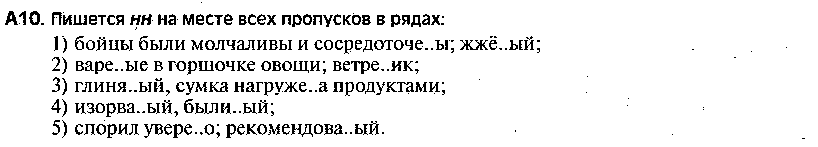 А10. Пишется нн на месте всех пропусков в рядах:
1) бойцы были молчаливы и сосредоточе..ы; жжё..ый;
2) варе..ые в горшочке овощи; ветре..ик;
3) глиня..ый, сумка нагруже..а продуктами;
4) изорва..ый, были..ый;
5) спорил увере..о; рекомендова..ый.